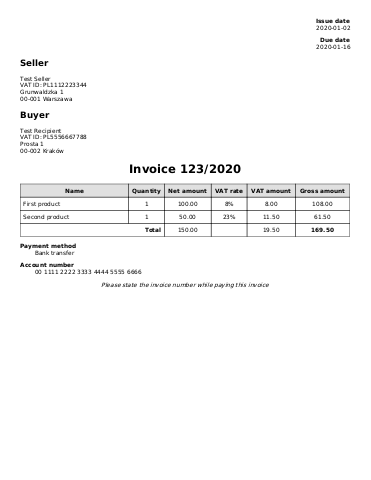 Issue date
2020-01-02
Due date
2020-01-16
Seller
Test Seller
VAT ID: PL1112223344
Grunwaldzka 1
00-001 Warszawa
Buyer
Test Recipient
VAT ID: PL5556667788
Prosta 1
00-002 Kraków
Invoice 123/2020
Name Quantity Net amount VAT rate VAT amount Gross amount
First product 1 100.00 8% 8.00 108.00
Second product 1 50.00 23% 11.50 61.50
Total 150.00 19.50 169.50
Payment method
Bank transfer
Account number
00 1111 2222 3333 4444 5555 6666
Please state the invoice number while paying this invoice